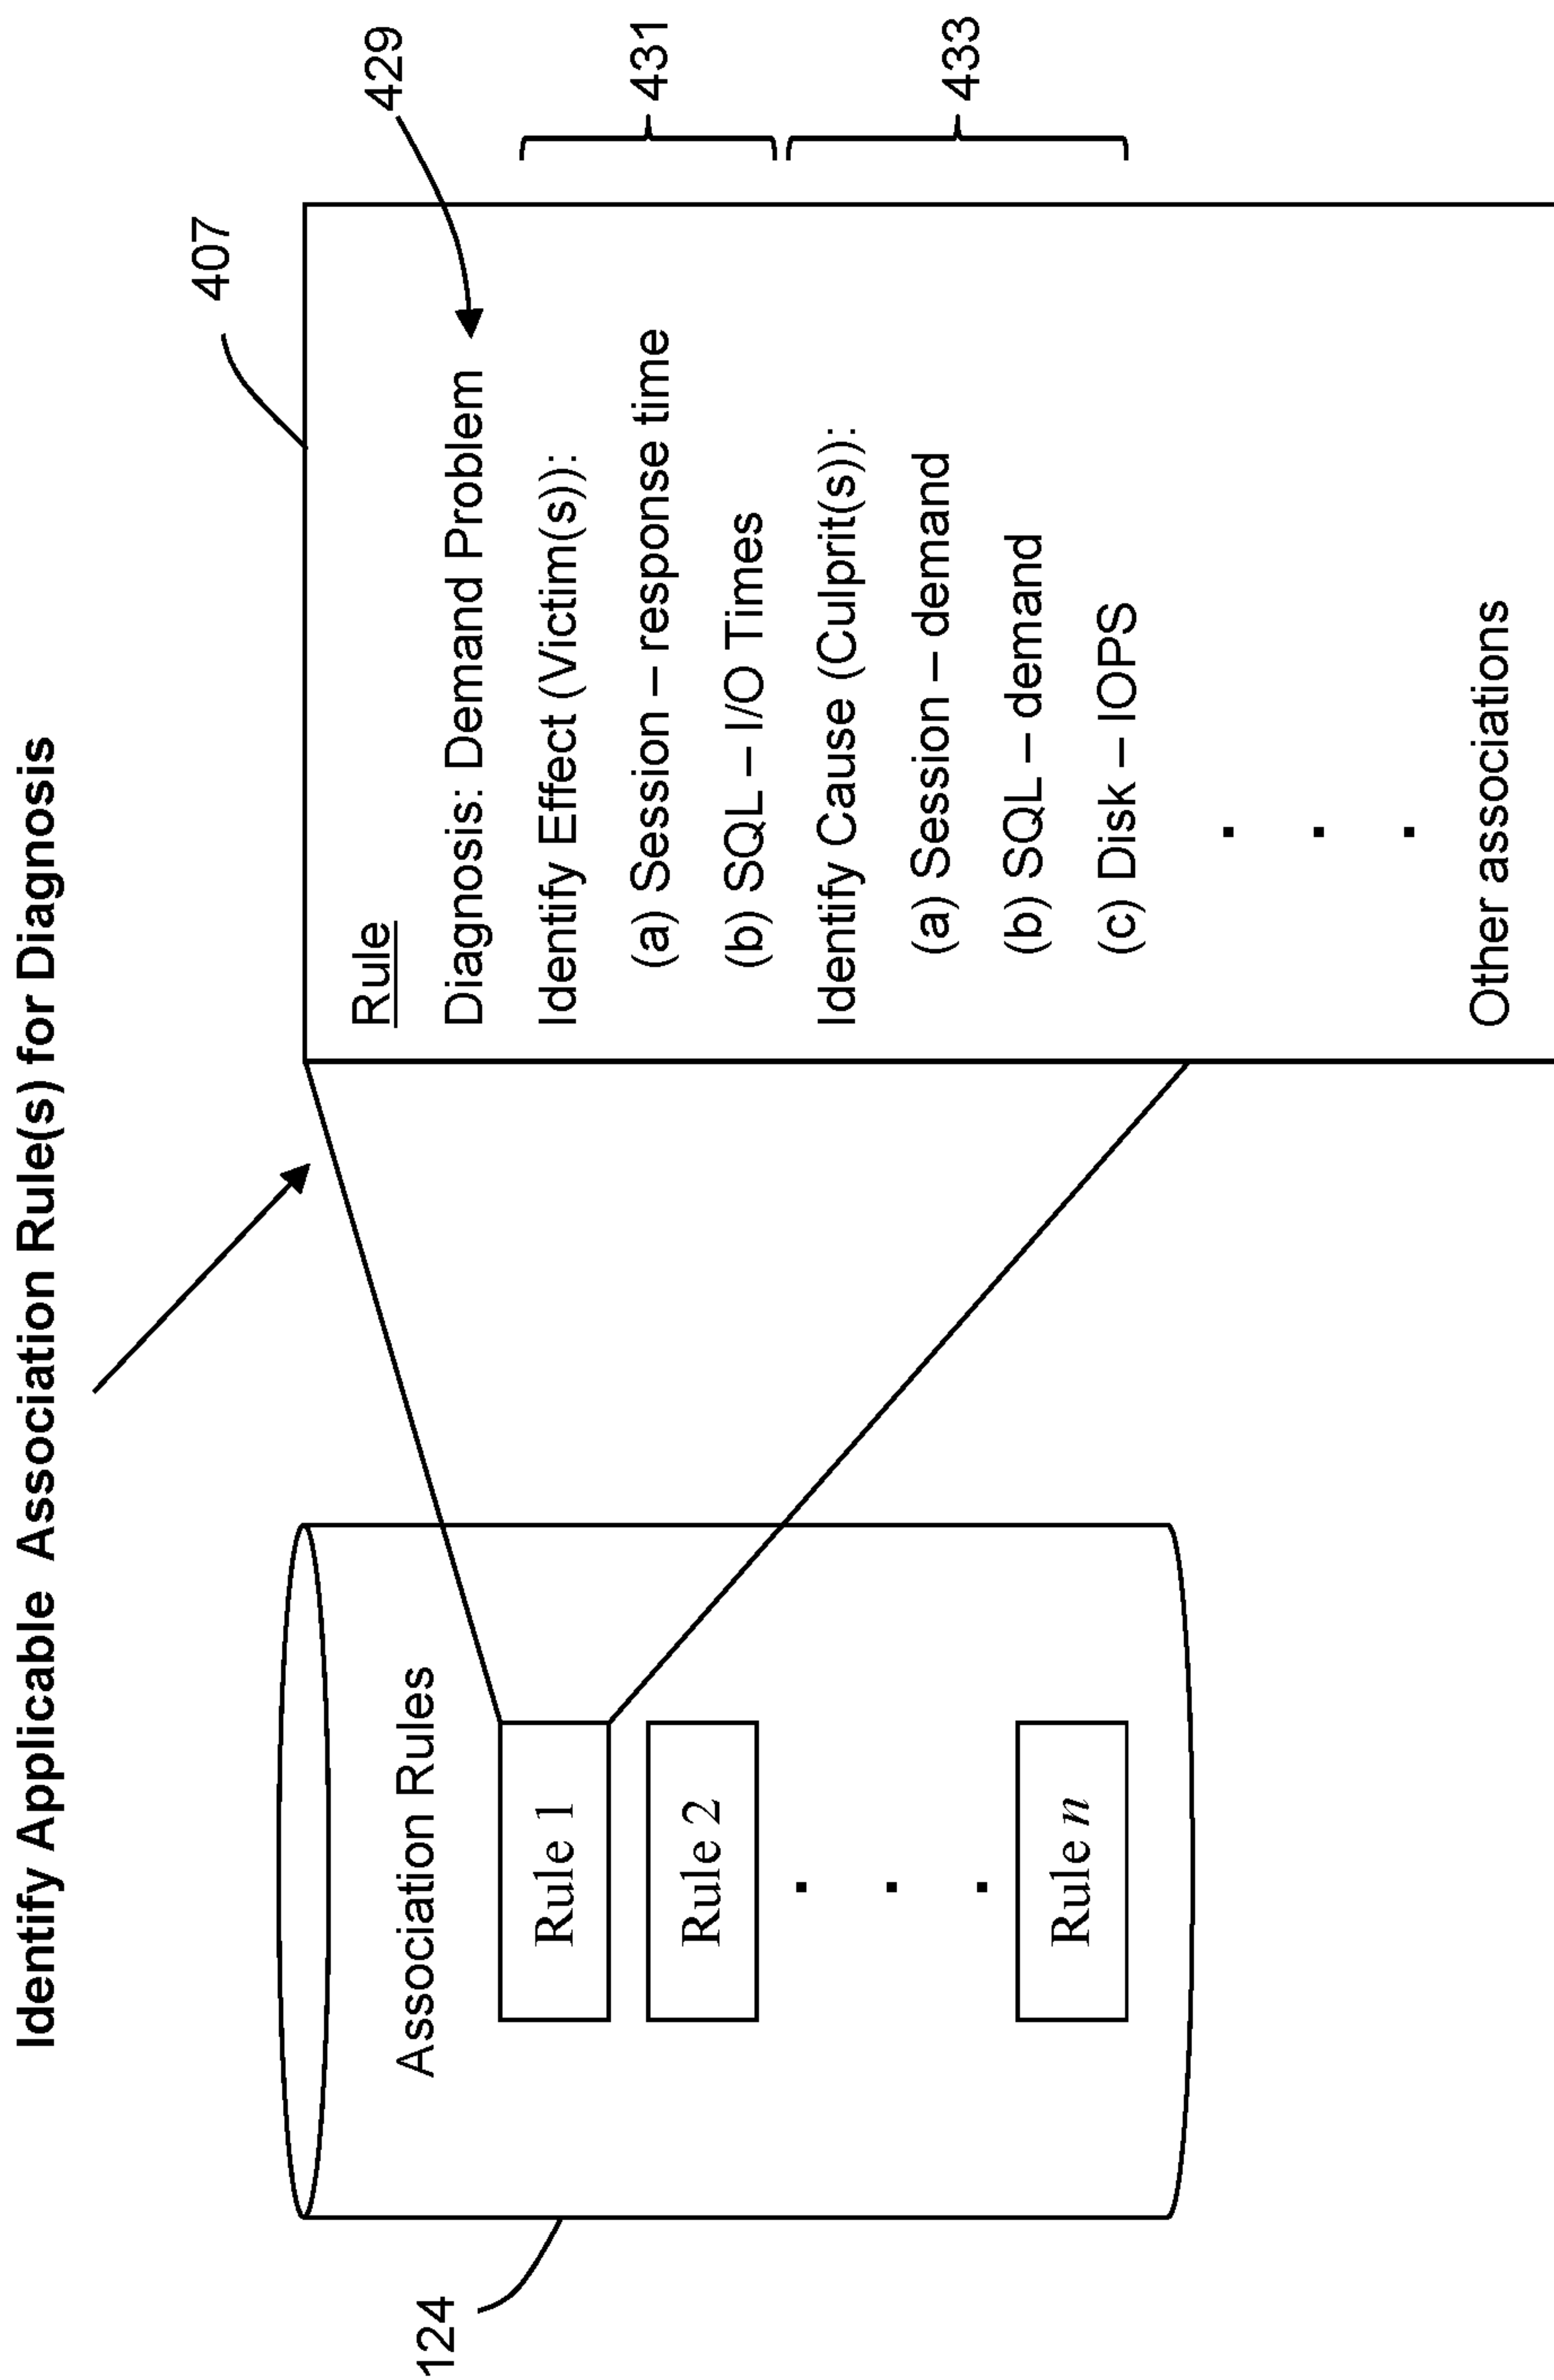 Identify Applicable Association Rule(s) for Diagnosis
124
Association Rules
Rule 1
Rule 2
Rule n
407
Rule
Diagnosis: Demand Problem
429
Identify Effect (Victim(s)):
(a) Session – response time
(b) SQL – I/O Times
431
Identify Cause (Culprit(s)):
(a) Session – demand
(b) SQL – demand
(c) Disk – IOPS
433
Other associations